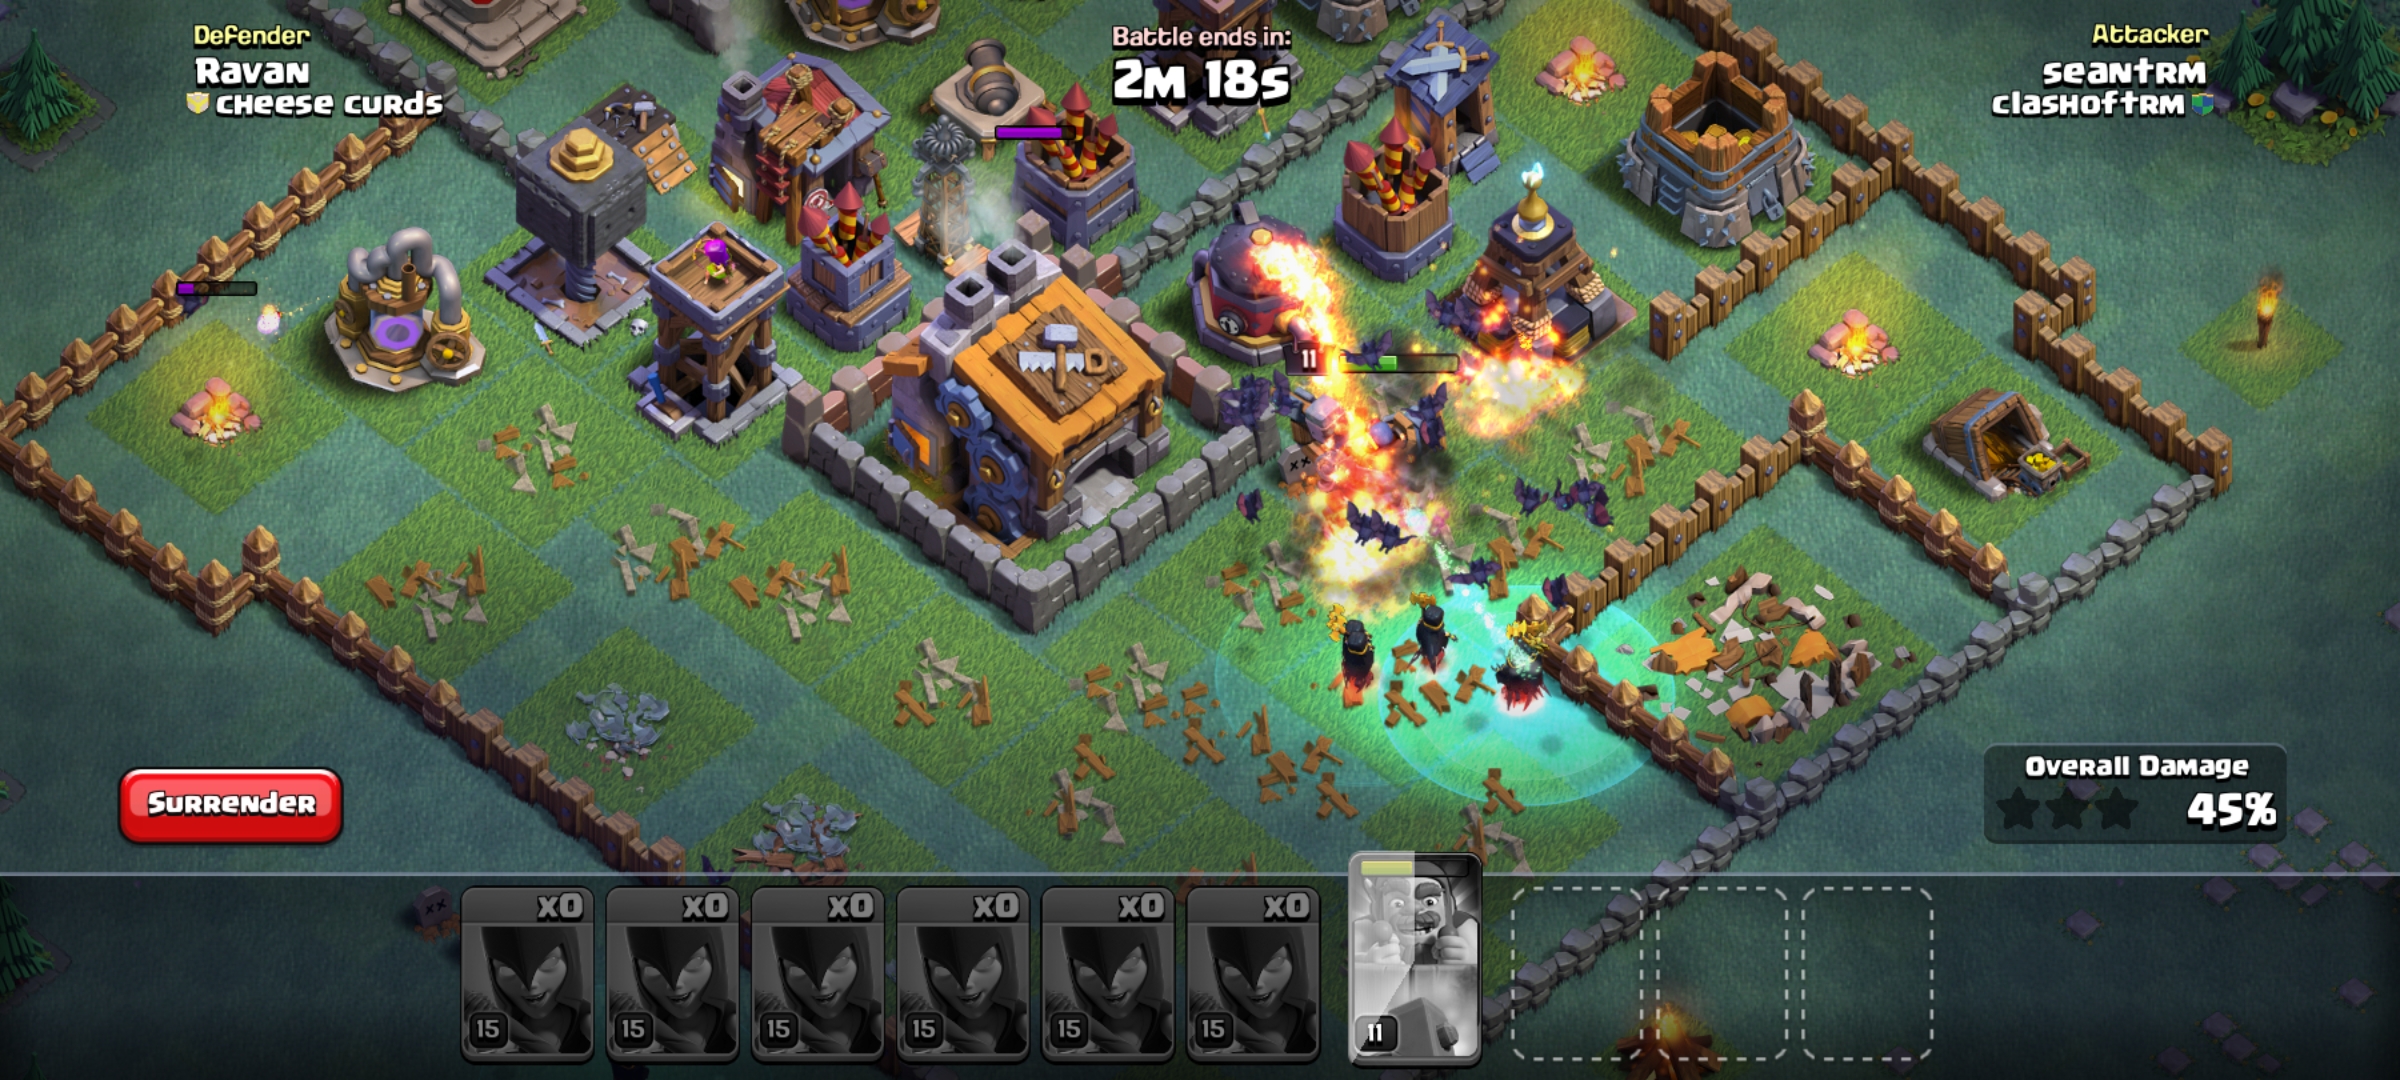 Defender
Ravan
cheese curds
Battle ends in:
2M 18s
Attacker
seantRM
clashoftRM
11
Surrender
Overall Damage
45%
x0
x0
x0
x0
x0
x0
15
15
15
15
15
15
11